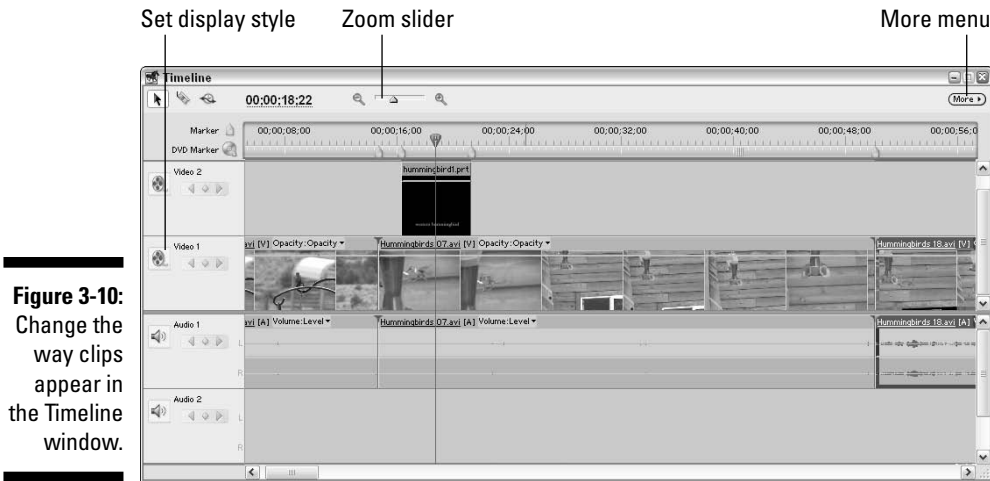 Set display style
Zoom slider
More menu
Timeline
00;00;18;22
More
Marker
00;00;08;00
00;00;16;00
00;00;24;00
00;00;32;00
00;00;40;00
00;00;48;00
00;00;56;0
DVD Marker
Video 2
hummingbird1.prt
Video 1
avi [V] Opacity:Opacity
Hummingbirds 07.avi [V] Opacity:Opacity
Hummingbirds 18.avi [V]
Audio 1
avi [A] Volume:Level
Hummingbirds 07.avi [A] Volume:Level
Hummingbirds 18.avi [A]
L
R
Audio 2
L
R
Figure 3-10:
Change the
way clips
appear in
the Timeline
window.